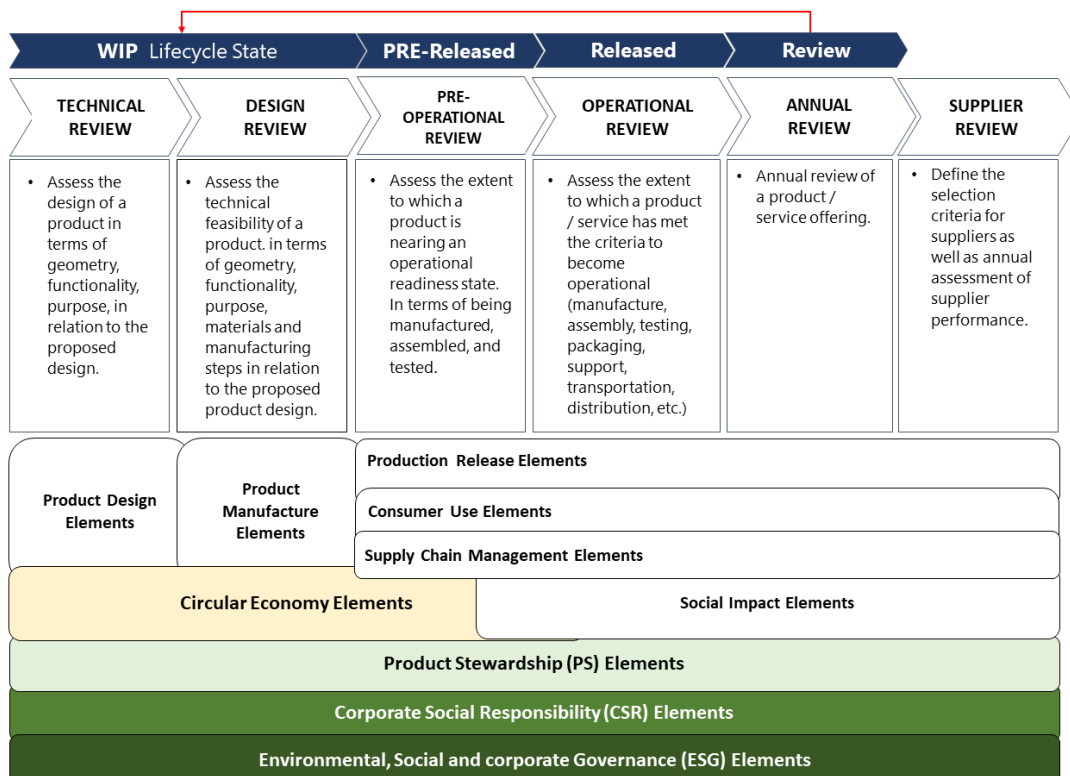 WIP Lifecycle State
PRE-Released
Released
Review
TECHNICAL
REVIEW
DESIGN
REVIEW
PRE-
OPERATIONAL
REVIEW
OPERATIONAL
REVIEW
ANNUAL
REVIEW
SUPPLIER
REVIEW
• Assess the
design of a
product in
terms of
geometry,
functionality,
purpose, in
relation to the
proposed
design.
• Assess the
technical
feasibility of a
product. in terms
of geometry,
functionality,
purpose,
materials and
manufacturing
steps in relation
to the proposed
product design.
• Assess the extent
to which a
product is
nearing an
operational
readiness state.
In terms of being
manufactured,
assembled, and
tested.
• Assess the extent
to which a product
/ service has met
the criteria to
become
operational
(manufacture,
assembly, testing,
packaging,
support,
transportation,
distribution, etc.)
• Annual review of
a product /
service offering.
• Define the
selection
criteria for
suppliers as
well as annual
assessment of
supplier
performance.
Product Design
Elements
Product
Manufacture
Elements
Production Release Elements
Consumer Use Elements
Supply Chain Management Elements
Circular Economy Elements
Social Impact Elements
Product Stewardship (PS) Elements
Corporate Social Responsibility (CSR) Elements
Environmental, Social and corporate Governance (ESG) Elements